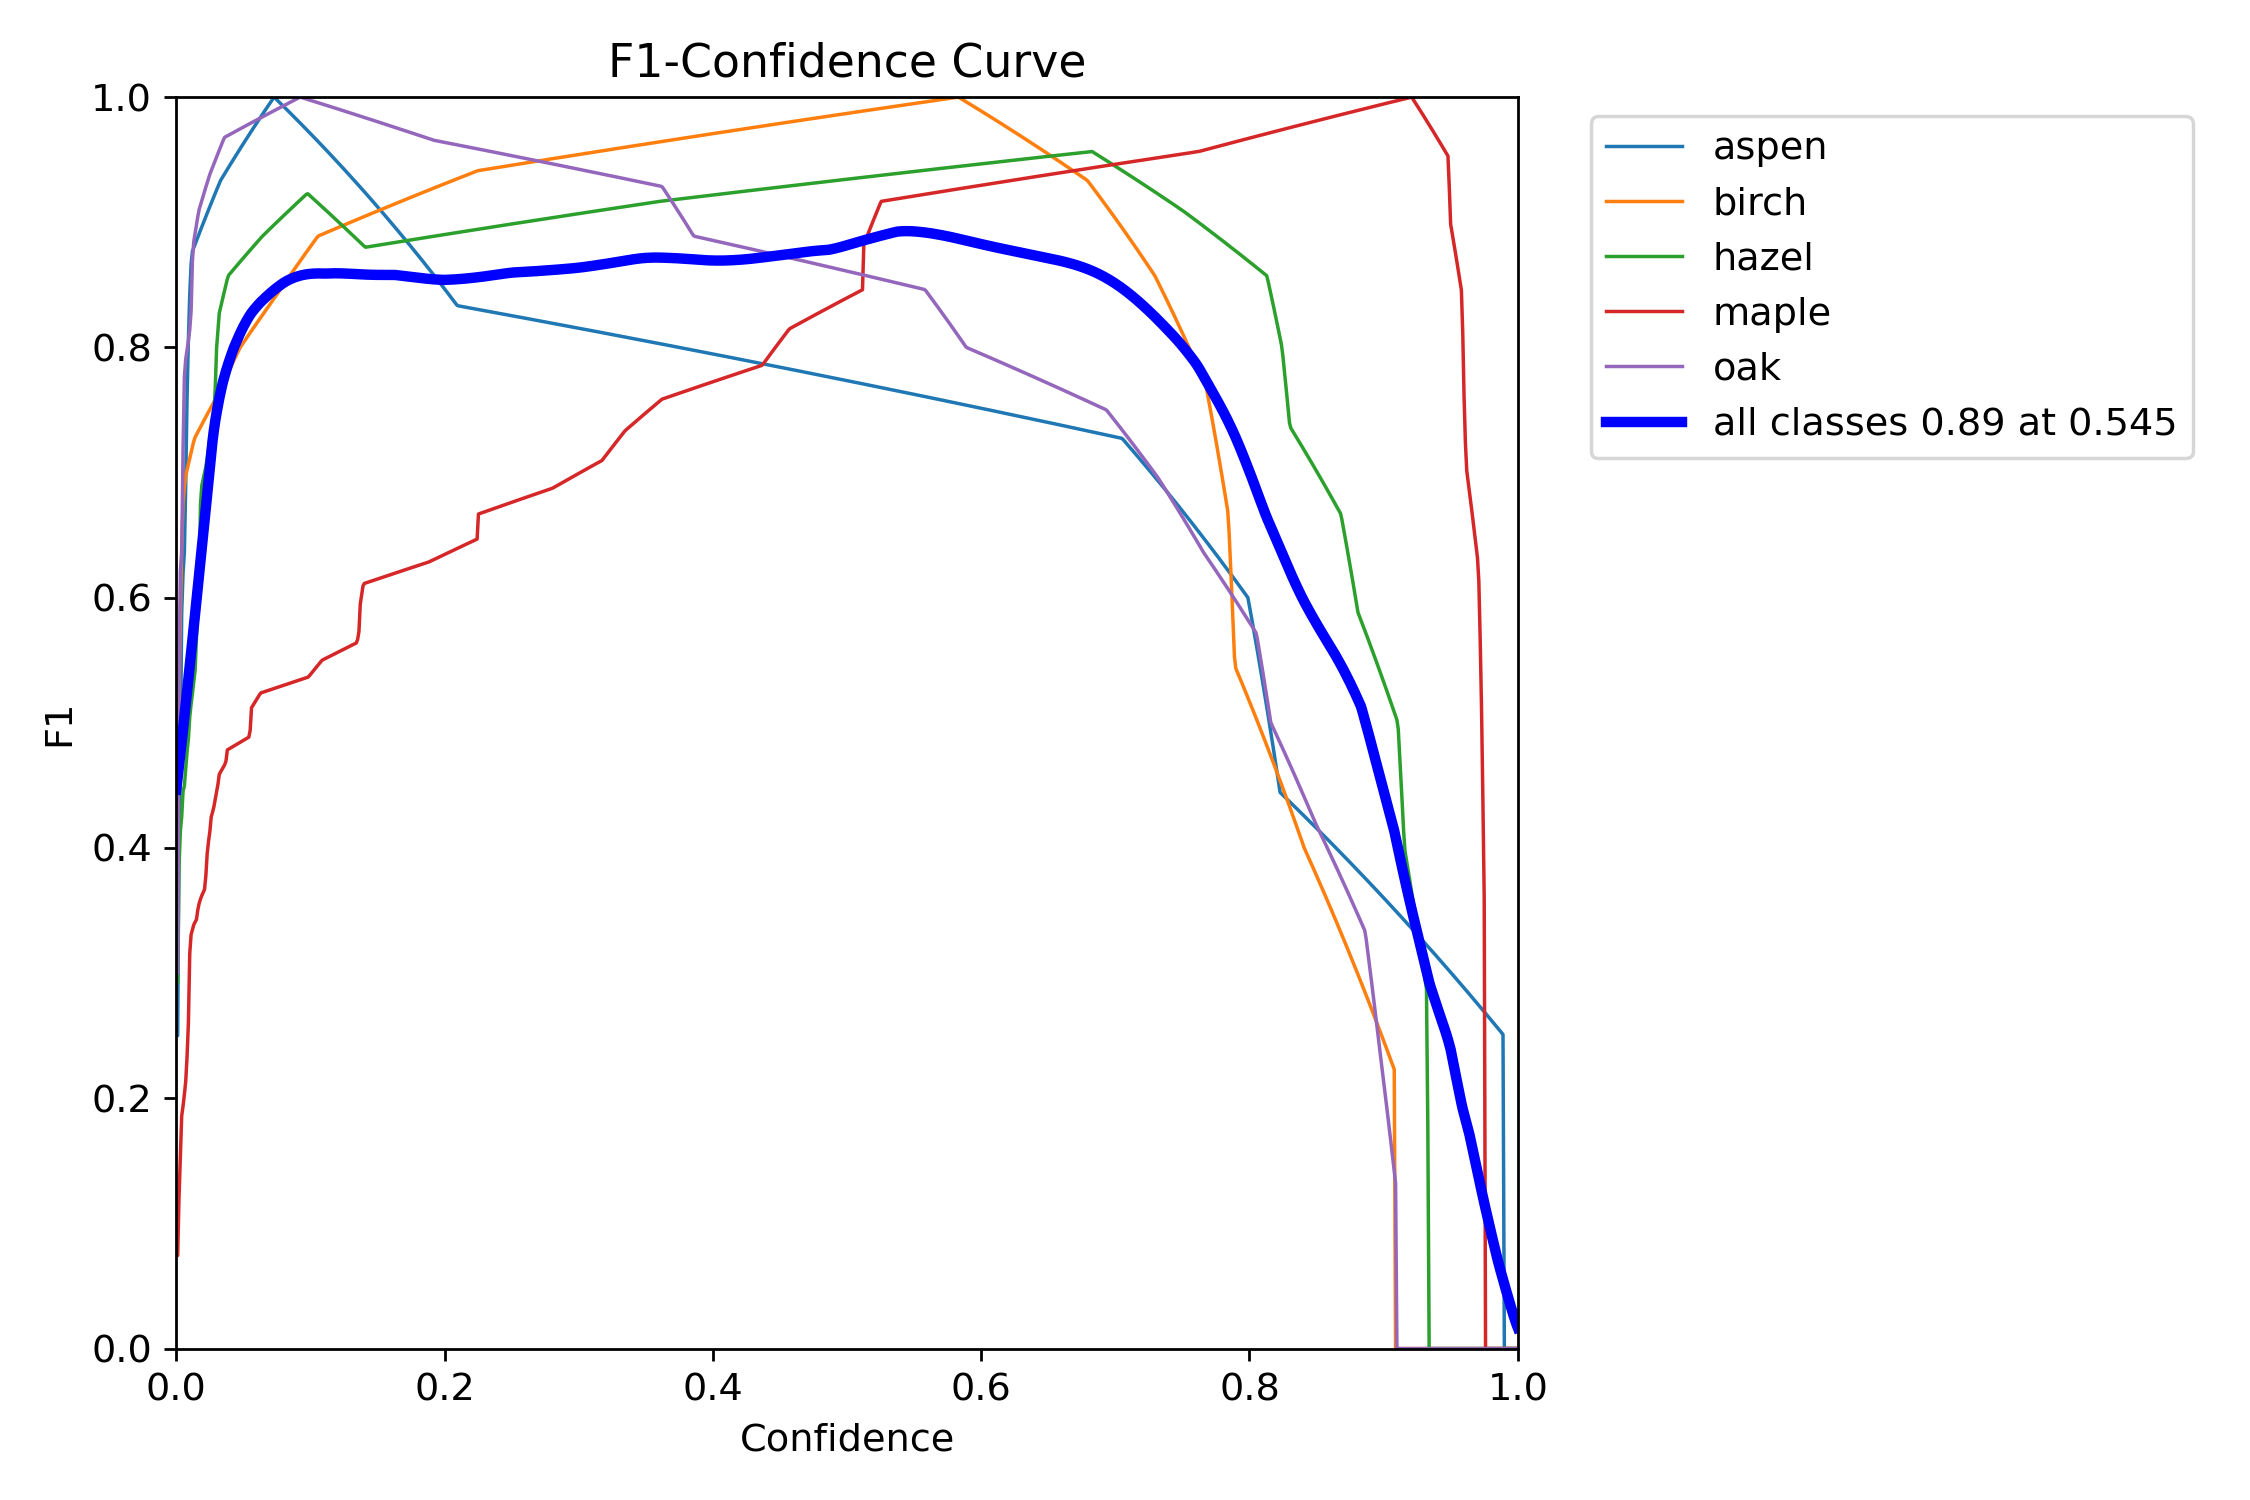 F1-Confidence Curve
1.0
0.8
0.6
0.4
0.2
0.0
F1
0.0 0.2 0.4 0.6 0.8 1.0
Confidence
aspen
birch
hazel
maple
oak
all classes 0.89 at 0.545